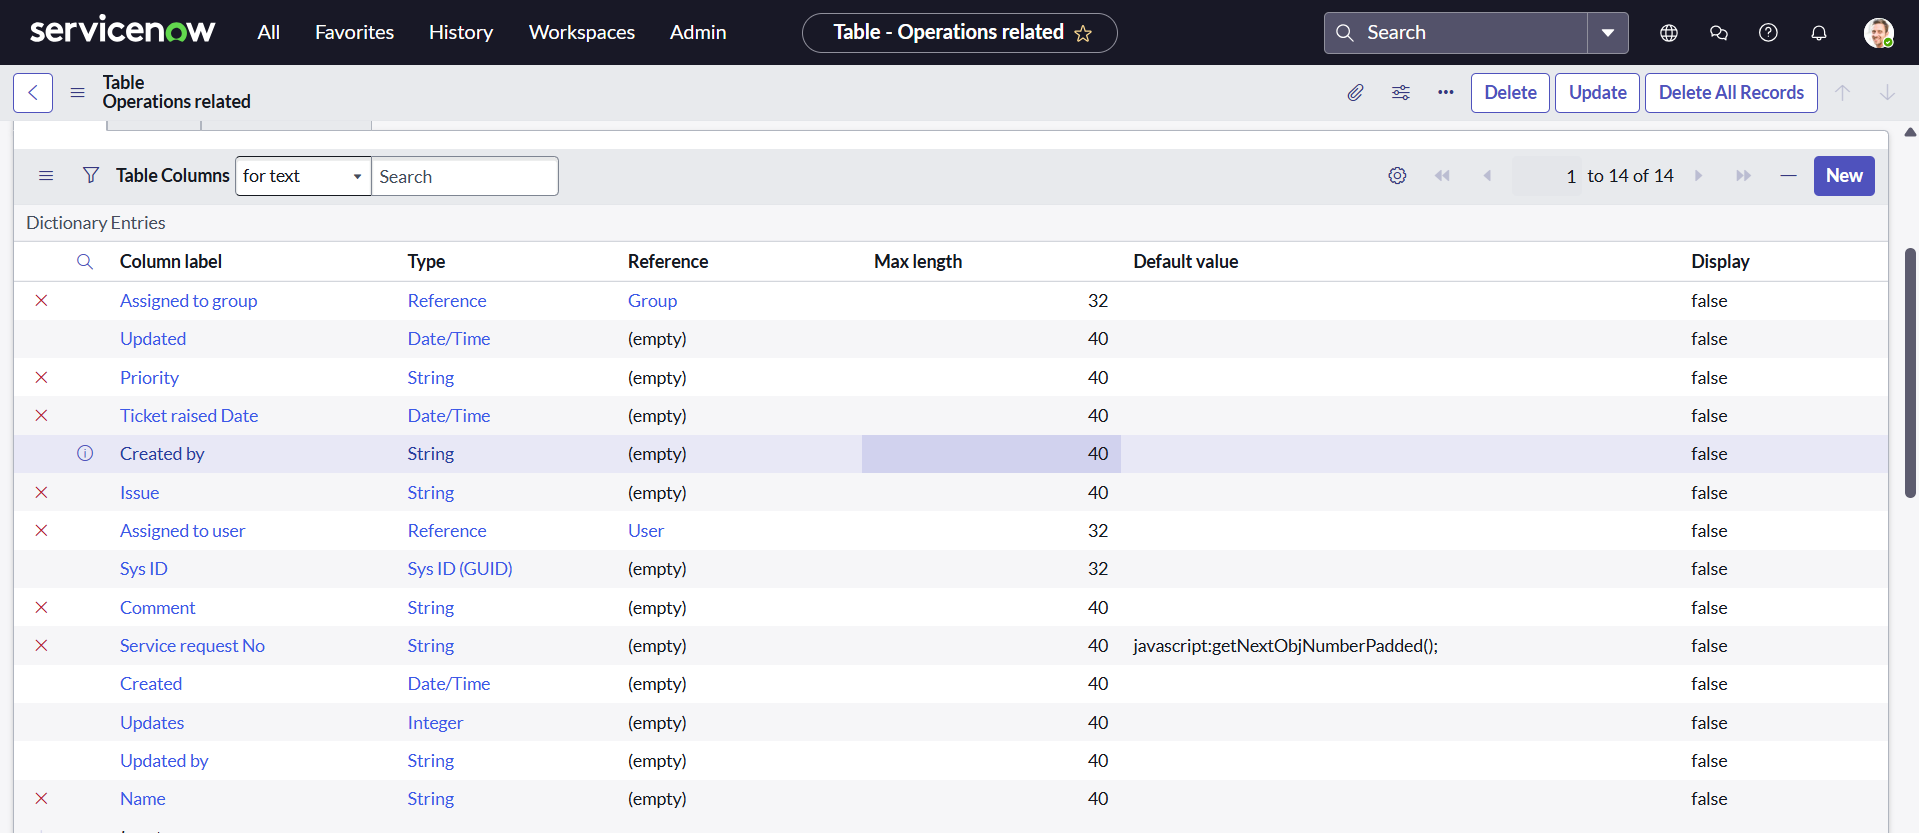 servicenow All Favorites History Workspaces Admin Table - Operations related Search
Table
Operations related
Delete Update Delete All Records
Table Columns for text Search 1 to 14 of 14 New
Dictionary Entries
Column label Type Reference Max length Default value Display
Assigned to group Reference Group 32 false
Updated Date/Time (empty) 40 false
Priority String (empty) 40 false
Ticket raised Date Date/Time (empty) 40 false
Created by String (empty) 40 false
Issue String (empty) 40 false
Assigned to user Reference User 32 false
Sys ID Sys ID (GUID) (empty) 32 false
Comment String (empty) 40 false
Service request No String (empty) 40 javascript:getNextObjNumberPadded(); false
Created Date/Time (empty) 40 false
Updates Integer (empty) 40 false
Updated by String (empty) 40 false
Name String (empty) 40 false